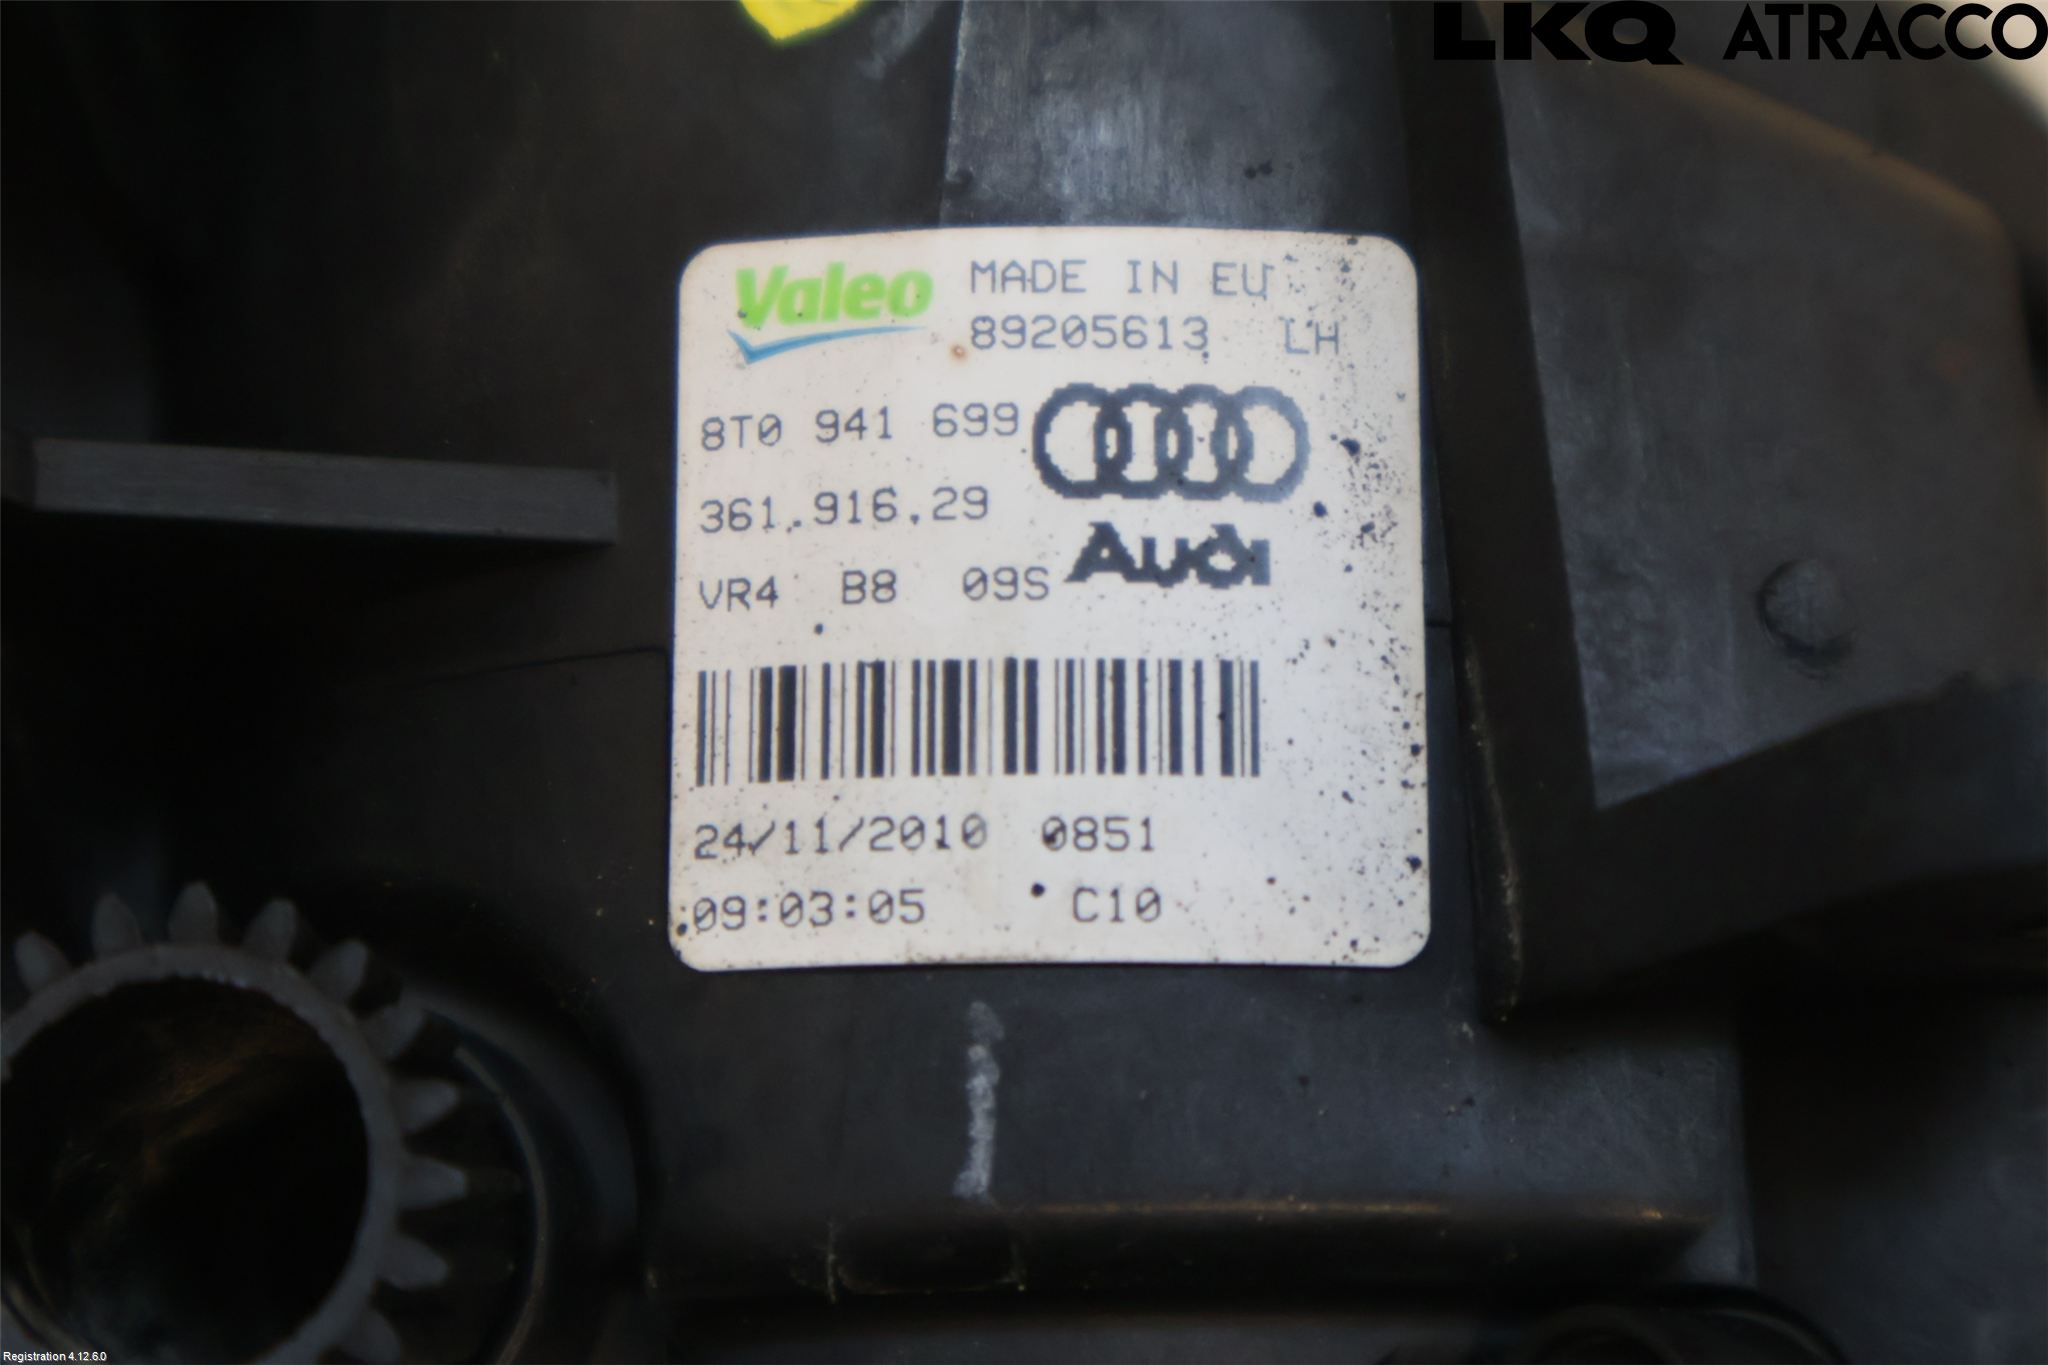 LKQ ATRACCO
Valeo MADE IN EU
89205613 LH
8T0 941 699
361.916.29
Audi
VR4 B8 09S
24/11/2010 0851
09:03:05 C10
Registration 4.12.6.0